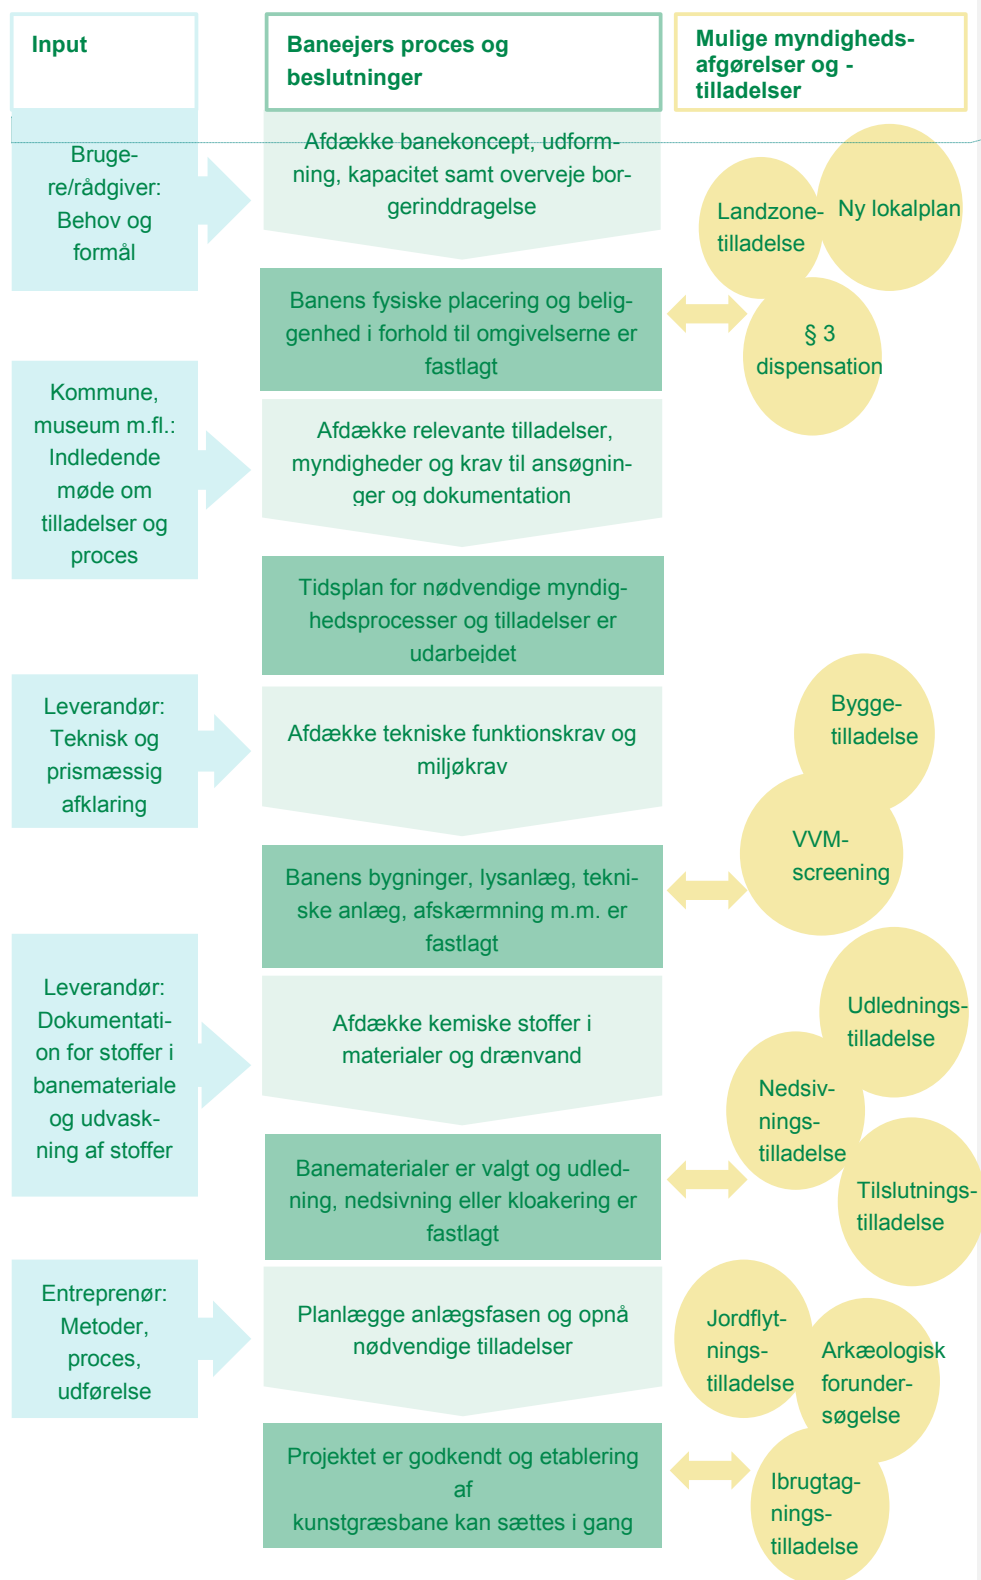 Input
Baneejers proces og
beslutninger
Mulige myndigheds-
afgørelser og -
tilladelser
Bruge-
re/rådgiver:
Behov og
formål
Afdække banekoncept, udform-
ning, kapacitet samt overveje bor-
gerinddragelse
Landzone-
tilladelse
Ny lokalplan
Banens fysiske placering og belig-
genhed i forhold til omgivelserne er
fastlagt
§ 3
dispensation
Kommune,
museum m.fl.:
Indledende
møde om
tilladelser og
proces
Afdække relevante tilladelser,
myndigheder og krav til ansøgnin-
ger og dokumentation
Tidsplan for nødvendige myndig-
hedsprocesser og tilladelser er
udarbejdet
Leverandør:
Teknisk og
prismæssig
afklaring
Afdække tekniske funktionskrav og
miljøkrav
Bygge-
tilladelse
VVM-
screening
Banens bygninger, lysanlæg, tekni-
ske anlæg, afskærmning m.m. er
fastlagt
Leverandør:
Dokumentati-
on for stoffer i
banemateriale
og udvask-
ning af stoffer
Afdække kemiske stoffer i
materialer og drænvand
Udlednings-
tilladelse
Nedsiv-
nings-
tilladelse
Banematerialer er valgt og udled-
ning, nedsivning eller kloakering er
fastlagt
Tilslutnings-
tilladelse
Entreprenør:
Metoder,
proces,
udførelse
Planlægge anlægsfasen og opnå
nødvendige tilladelser
Jordflyt-
nings-
tilladelse
Arkæologisk
forunder-
søgelse
Projektet er godkendt og etablering
af
kunstgræsbane kan sættes i gang
Ibrugtag-
nings-
tilladelse